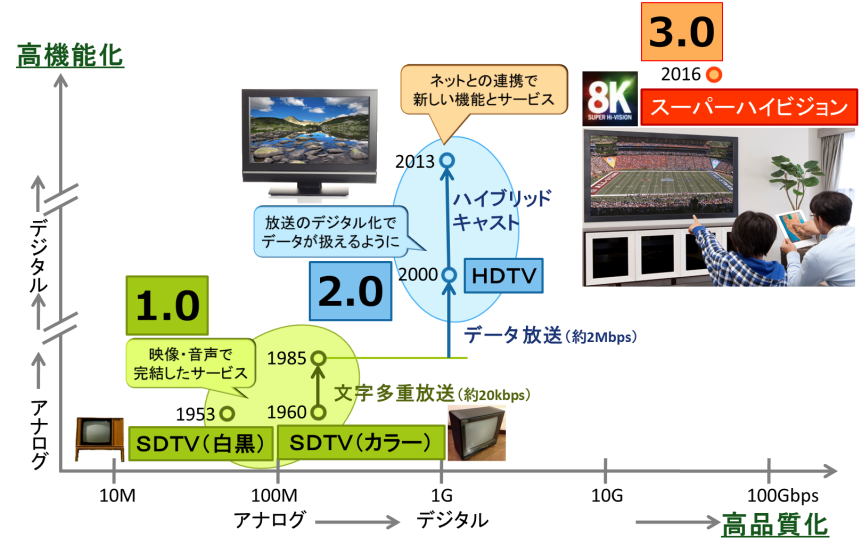 高機能化
3.0
2016
8K
SUPER Hi-VISION
スーパーハイビジョン
ネットとの連携で
新しい機能とサービス
2013
ハイブリッド
キャスト
放送のデジタル化で
データが扱えるように
2.0
2000
HDTV
データ放送(約2Mbps)
1.0
映像・音声で
完結したサービス
1985
文字多重放送(約20kbps)
1953
1960
SDTV(白黒)
SDTV(カラー)
デジタル
アナログ
10M
100M
1G
10G
100Gbps
アナログ
デジタル
高品質化